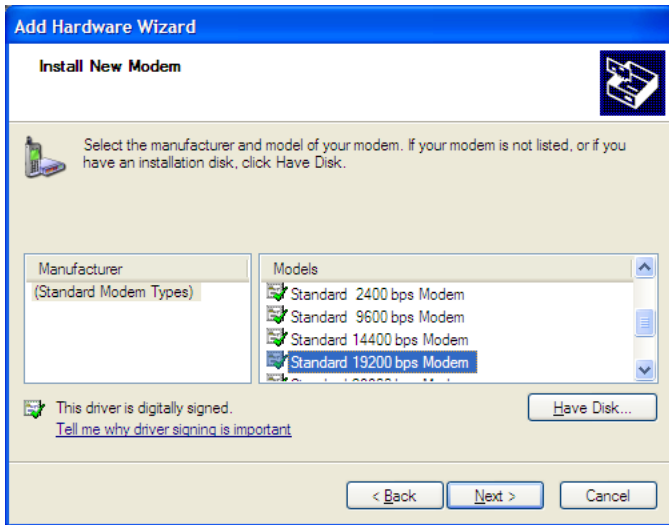 Add Hardware Wizard
Install New Modem
Select the manufacturer and model of your modem. If your modem is not listed, or if you
have an installation disk, click Have Disk.
Manufacturer
(Standard Modem Types)
Models
Standard 2400 bps Modem
Standard 9600 bps Modem
Standard 14400 bps Modem
Standard 19200 bps Modem
This driver is digitally signed.
Tell me why driver signing is important
Have Disk...
< Back
Next >
Cancel